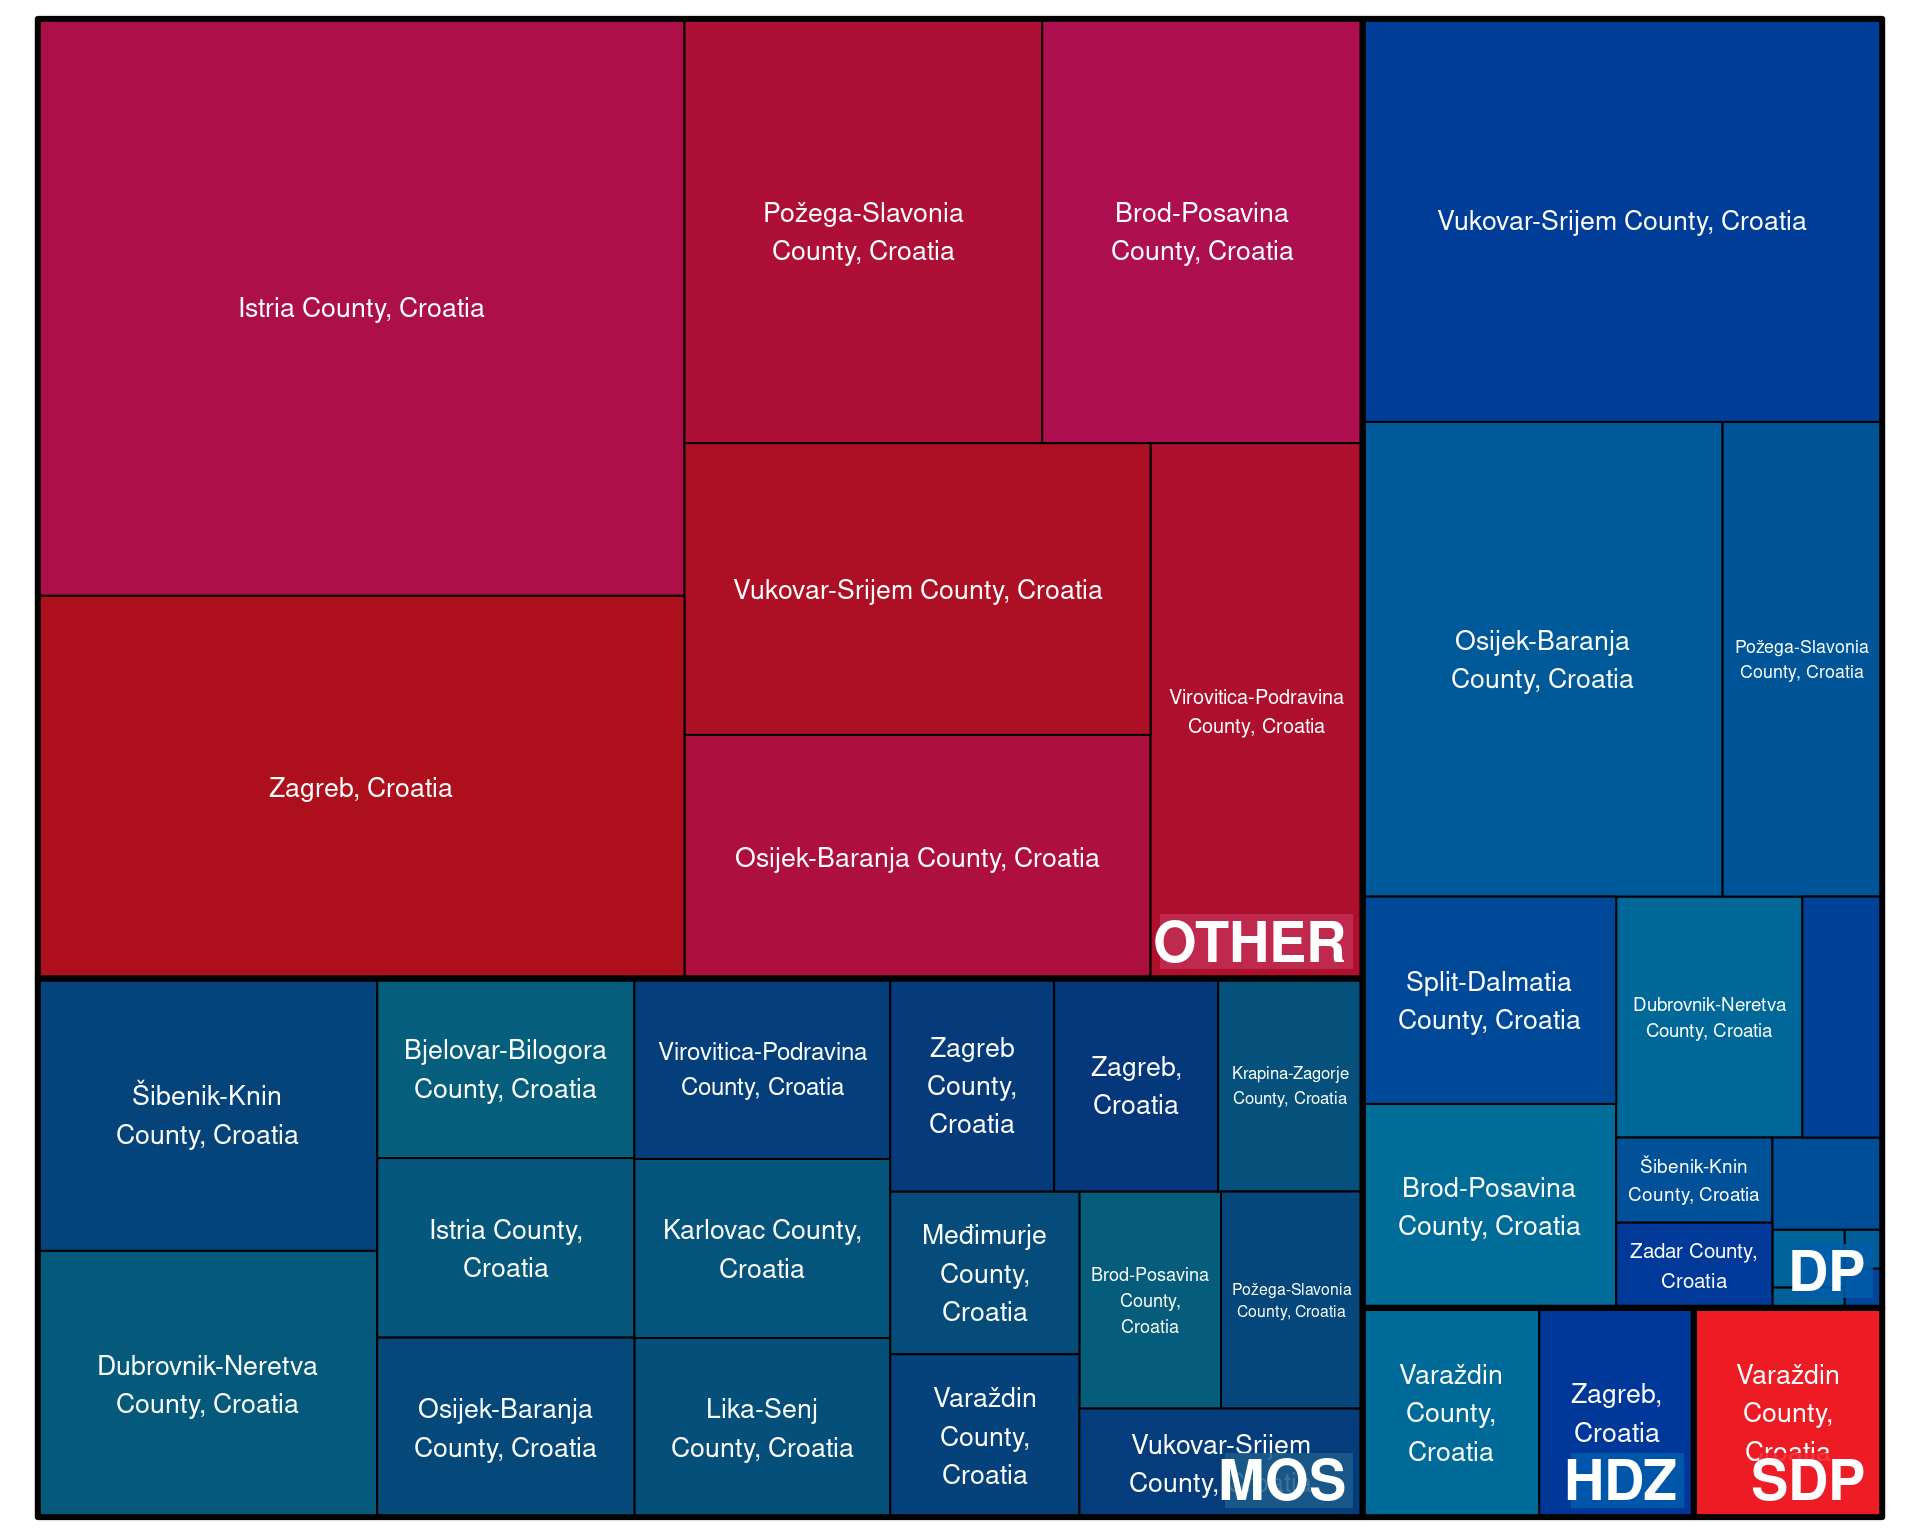 Istria County, Croatia
Zagreb, Croatia
Požega-Slavonia
County, Croatia
Brod-Posavina
County, Croatia
Vukovar-Srijem County, Croatia
Osijek-Baranja County, Croatia
Virovitica-Podravina
County, Croatia
OTHER
Vukovar-Srijem County, Croatia
Osijek-Baranja
County, Croatia
Požega-Slavonia
County, Croatia
Split-Dalmatia
County, Croatia
Dubrovnik-Neretva
County, Croatia
Brod-Posavina
County, Croatia
Šibenik-Knin
County, Croatia
Zadar County,
Croatia
DP
Šibenik-Knin
County, Croatia
Dubrovnik-Neretva
County, Croatia
Bjelovar-Bilogora
County, Croatia
Istria County,
Croatia
Osijek-Baranja
County, Croatia
Virovitica-Podravina
County, Croatia
Karlovac County,
Croatia
Lika-Senj
County, Croatia
Zagreb
County,
Croatia
Zagreb,
Croatia
Krapina-Zagorje
County, Croatia
Međimurje
County,
Croatia
Varaždin
County,
Croatia
Brod-Posavina
County,
Croatia
Požega-Slavonia
County, Croatia
Vukovar-Srijem
County,
MOS
Varaždin
County,
Croatia
Zagreb,
Croatia
HDZ
Varaždin
County,
Croatia
SDP